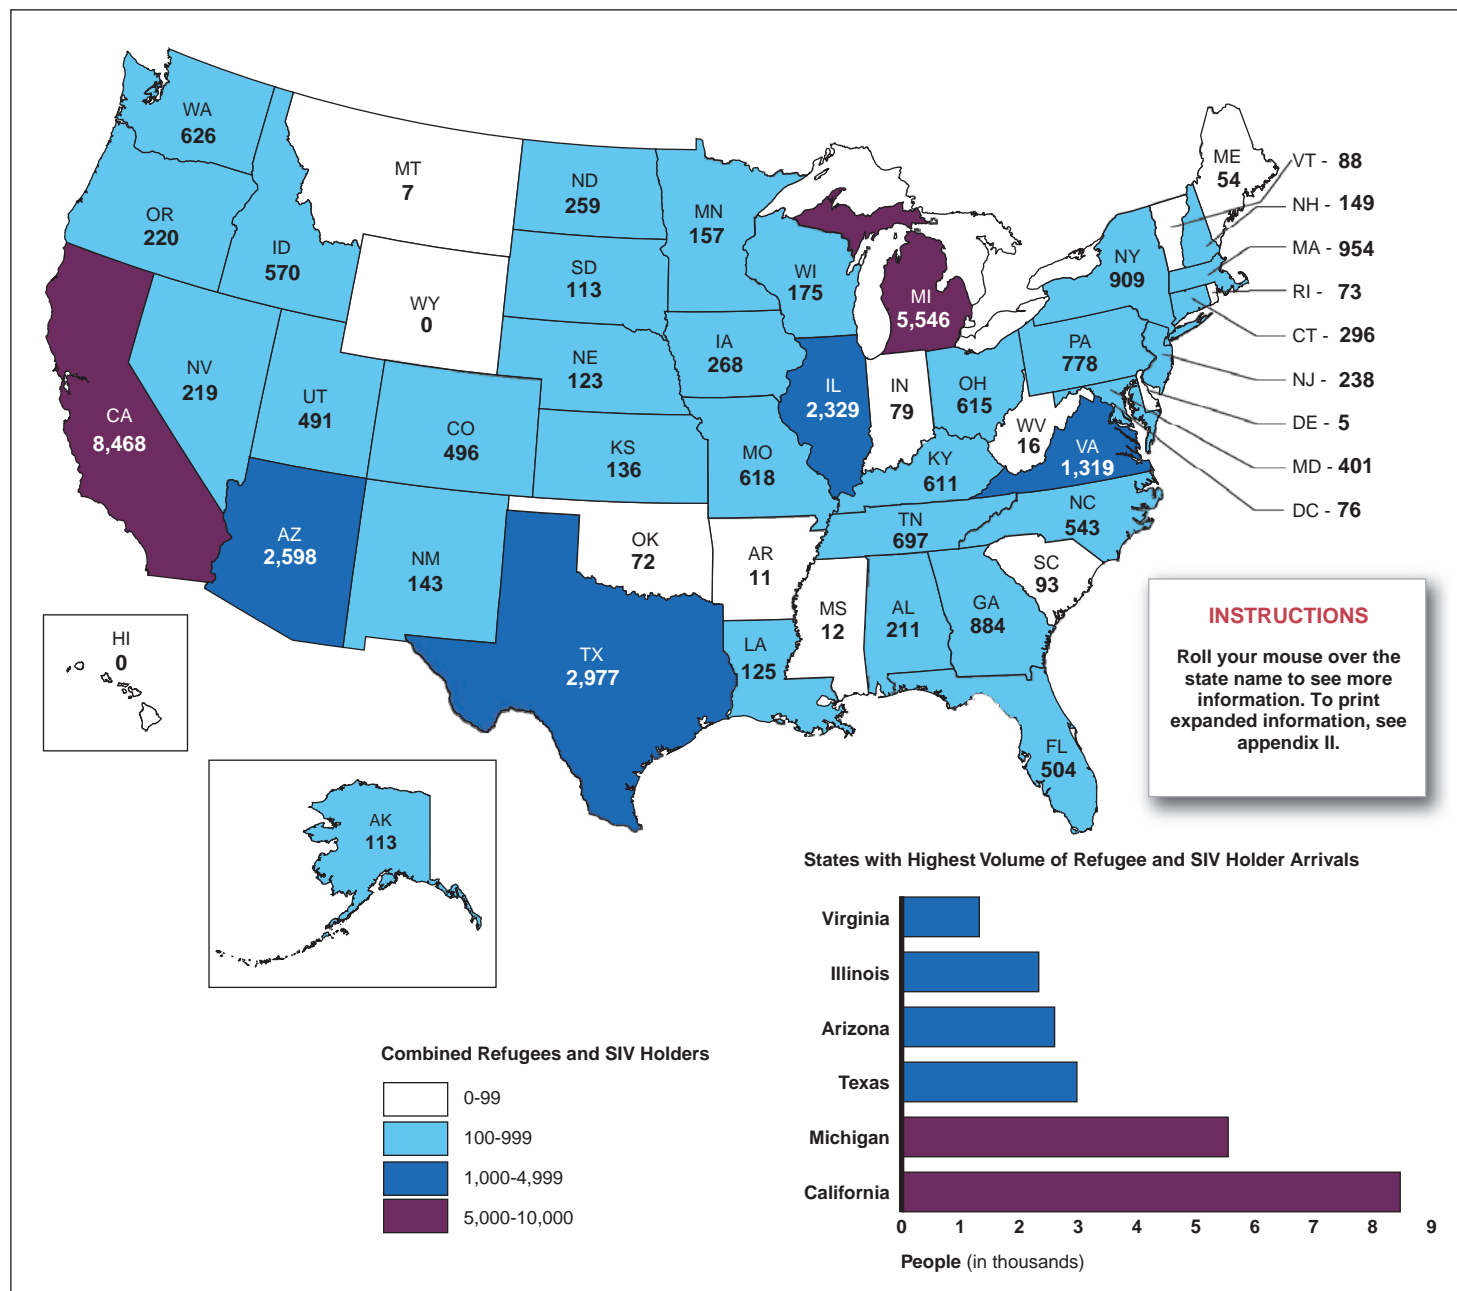 WA
626
OR
220
CA
8,468
ID
570
NV
219
MT
7
WY
0
UT
491
AZ
2,598
CO
496
NM
143
ND
259
SD
113
NE
123
KS
136
OK
72
TX
2,977
MN
157
IA
268
MO
618
AR
11
LA
125
WI
175
IL
2,329
MS
12
MI
5,546
IN
79
OH
615
KY
611
TN
697
AL
211
GA
884
FL
504
SC
93
NC
543
VA
1,319
WV
16
PA
778
NY
909
ME
54
VT - 88
NH - 149
MA - 954
RI - 73
CT - 296
NJ - 238
DE - 5
MD - 401
DC - 76
HI
0
AK
113
INSTRUCTIONS
Roll your mouse over the
state name to see more
information. To print
expanded information, see
appendix II.
Combined Refugees and SIV Holders
0-99
100-999
1,000-4,999
5,000-10,000
States with Highest Volume of Refugee and SIV Holder Arrivals
Virginia
Illinois
Arizona
Texas
Michigan
California
0 1 2 3 4 5 6 7 8 9
People (in thousands)